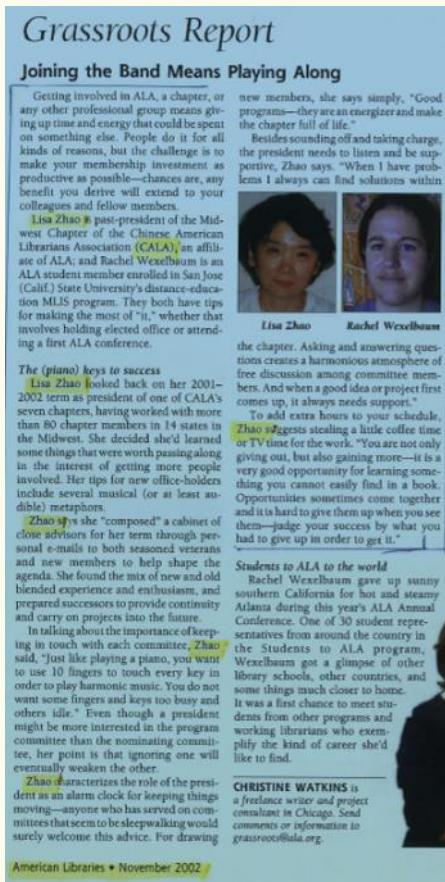 Grassroots Report
Joining the Band Means Playing Along
Getting involved in ALA, a chapter, or
any other professional group means giv-
ing up time and energy that could be spent
on something else. People do it for all
kinds of reasons, but the challenge is to
make your membership investment as
productive as possible—chances are, any
benefit you derive will extend to your
colleagues and fellow members.
Lisa Zhao is past-president of the Mid-
west Chapter of the Chinese American
Librarians Association (CALA), an affili-
ate of ALA; and Rachel Wexelbaum is an
ALA student member enrolled in San Jose
(Calif.) State University's distance-educa-
tion MLIS program. They both have tips
for making the most of "it," whether that
involves holding elected office or attend-
ing a first ALA conference.
The (piano) keys to success
Lisa Zhao looked back on her 2001–
2002 term as president of one of CALA's
seven chapters, having worked with more
than 80 chapter members in 14 states in
the Midwest. She decided she'd learned
some things that were worth passing along
in the interest of getting more people
involved. Her tips for new office-holders
include several musical (or at least au-
dible) metaphors.
Zhao says she "composed" a cabinet of
close advisors for her term through per-
sonal e-mails to both seasoned veterans
and new members to help shape the
agenda. She found the mix of new and old
blended experience and enthusiasm, and
prepared successors to provide continuity
and carry on projects into the future.
In talking about the importance of keep-
ing in touch with each committee, Zhao
said, "Just like playing a piano, you want
to use 10 fingers to touch every key in
order to play harmonic music. You do not
want some fingers and keys too busy and
others idle." Even though a president
might be more interested in the program
committee than the nominating commit-
tee, her point is that ignoring one will
eventually weaken the other.
Zhao characterizes the role of the presi-
dent as an alarm clock for keeping things
moving—anyone who has served on com-
mittees that seem to be sleepwalking would
surely welcome this advice. For drawing
new members, she says simply, "Good
programs—they are an energizer and make
the chapter full of life."
Besides sounding off and taking charge,
the president needs to listen and be sup-
portive, Zhao says. "When I have prob-
lems I always can find solutions within
Lisa Zhao
Rachel Wexelbaum
the chapter. Asking and answering ques-
tions creates a harmonious atmosphere of
free discussion among committee mem-
bers. And when a good idea or project first
comes up, it always needs support."
To add extra hours to your schedule,
Zhao suggests stealing a little coffee time
or TV time for the work. "You are not only
giving out, but also gaining more—it is a
very good opportunity for learning some-
thing you cannot easily find in a book.
Opportunities sometimes come together
and it is hard to give them up when you see
them—judge your success by what you
had to give up in order to get it."
Students to ALA to the world
Rachel Wexelbaum gave up sunny
southern California for hot and steamy
Atlanta during this year's ALA Annual
Conference. One of 30 student repre-
sentatives from around the country in
the Students to ALA program,
Wexelbaum got a glimpse of other
library schools, other countries, and
some things much closer to home.
It was a first chance to meet stu-
dents from other programs and
working librarians who exem-
plify the kind of career she'd
like to find.
CHRISTINE WATKINS is
a freelance writer and project
consultant in Chicago. Send
comments or information to
grassroots@ala.org.
American Libraries • November 2002